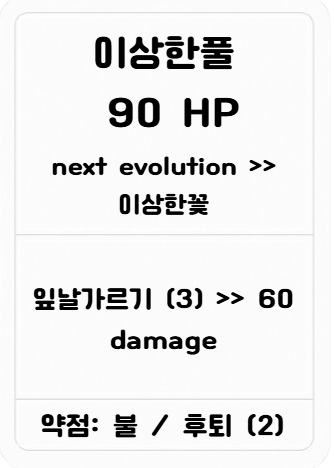 이상한풀
90 HP
next evolution >>
이상한꽃
잎날가르기 (3) >> 60
damage
약점: 불 / 후퇴 (2)